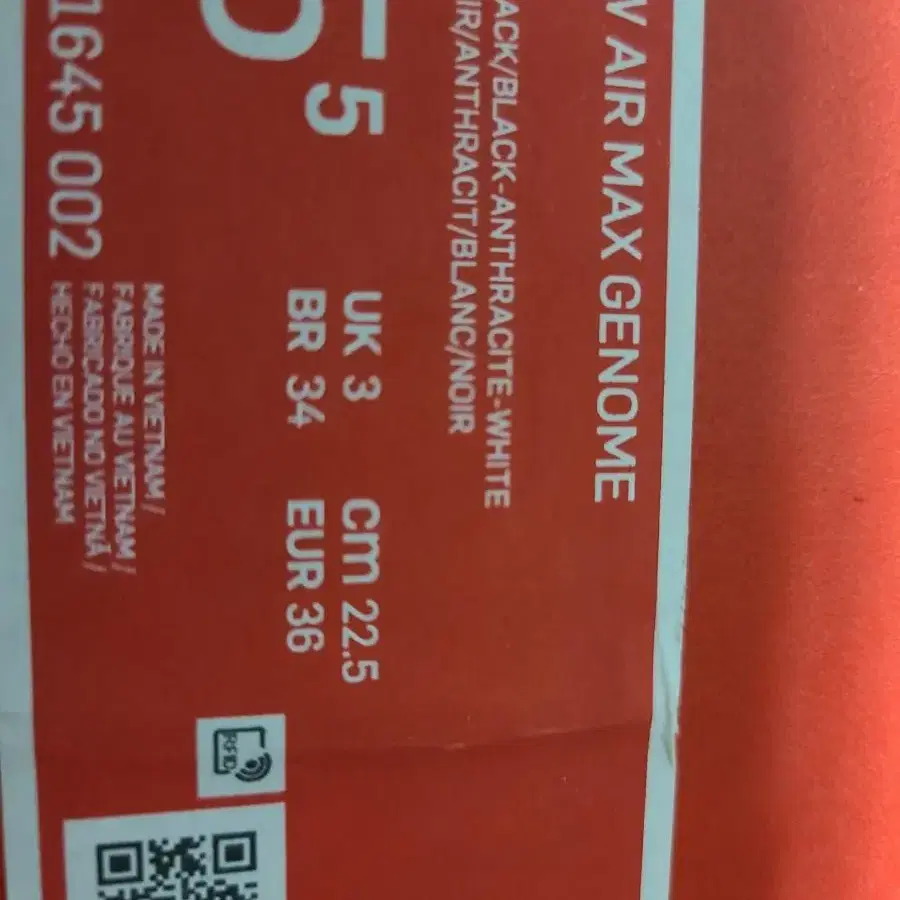 W AIR MAX GENOME
ACK/BLACK-ANTHRACITE-WHITE
IR/ANTHRACIT/BLANC/NOIR
5
UK 3 cm 22.5
BR 34 EUR 36
MADE IN VIETNAM /
FABRIQUE AU VIETNAM /
FABRICADO NO VIETNÃ /
HECHO EN VIETNAM
1645 002
RFID